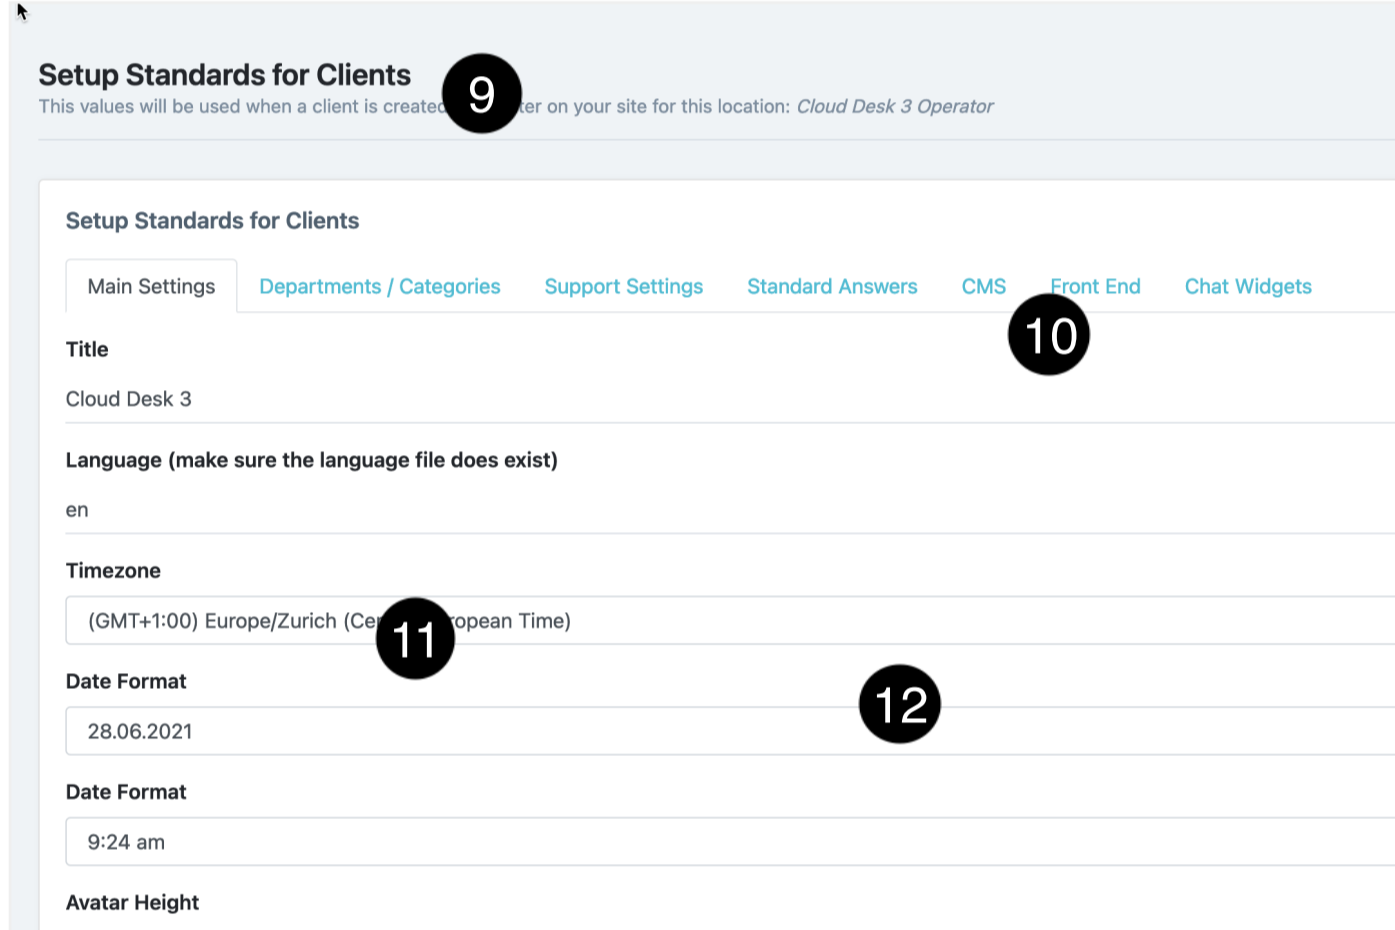 Setup Standards for Clients
9
This values will be used when a client is created ter on your site for this location: Cloud Desk 3 Operator
Setup Standards for Clients
Main Settings Departments / Categories Support Settings Standard Answers CMS Front End Chat Widgets
10
Title
Cloud Desk 3
Language (make sure the language file does exist)
en
Timezone
(GMT+1:00) Europe/Zurich (Ce opean Time)
11
Date Format
12
28.06.2021
Date Format
9:24 am
Avatar Height